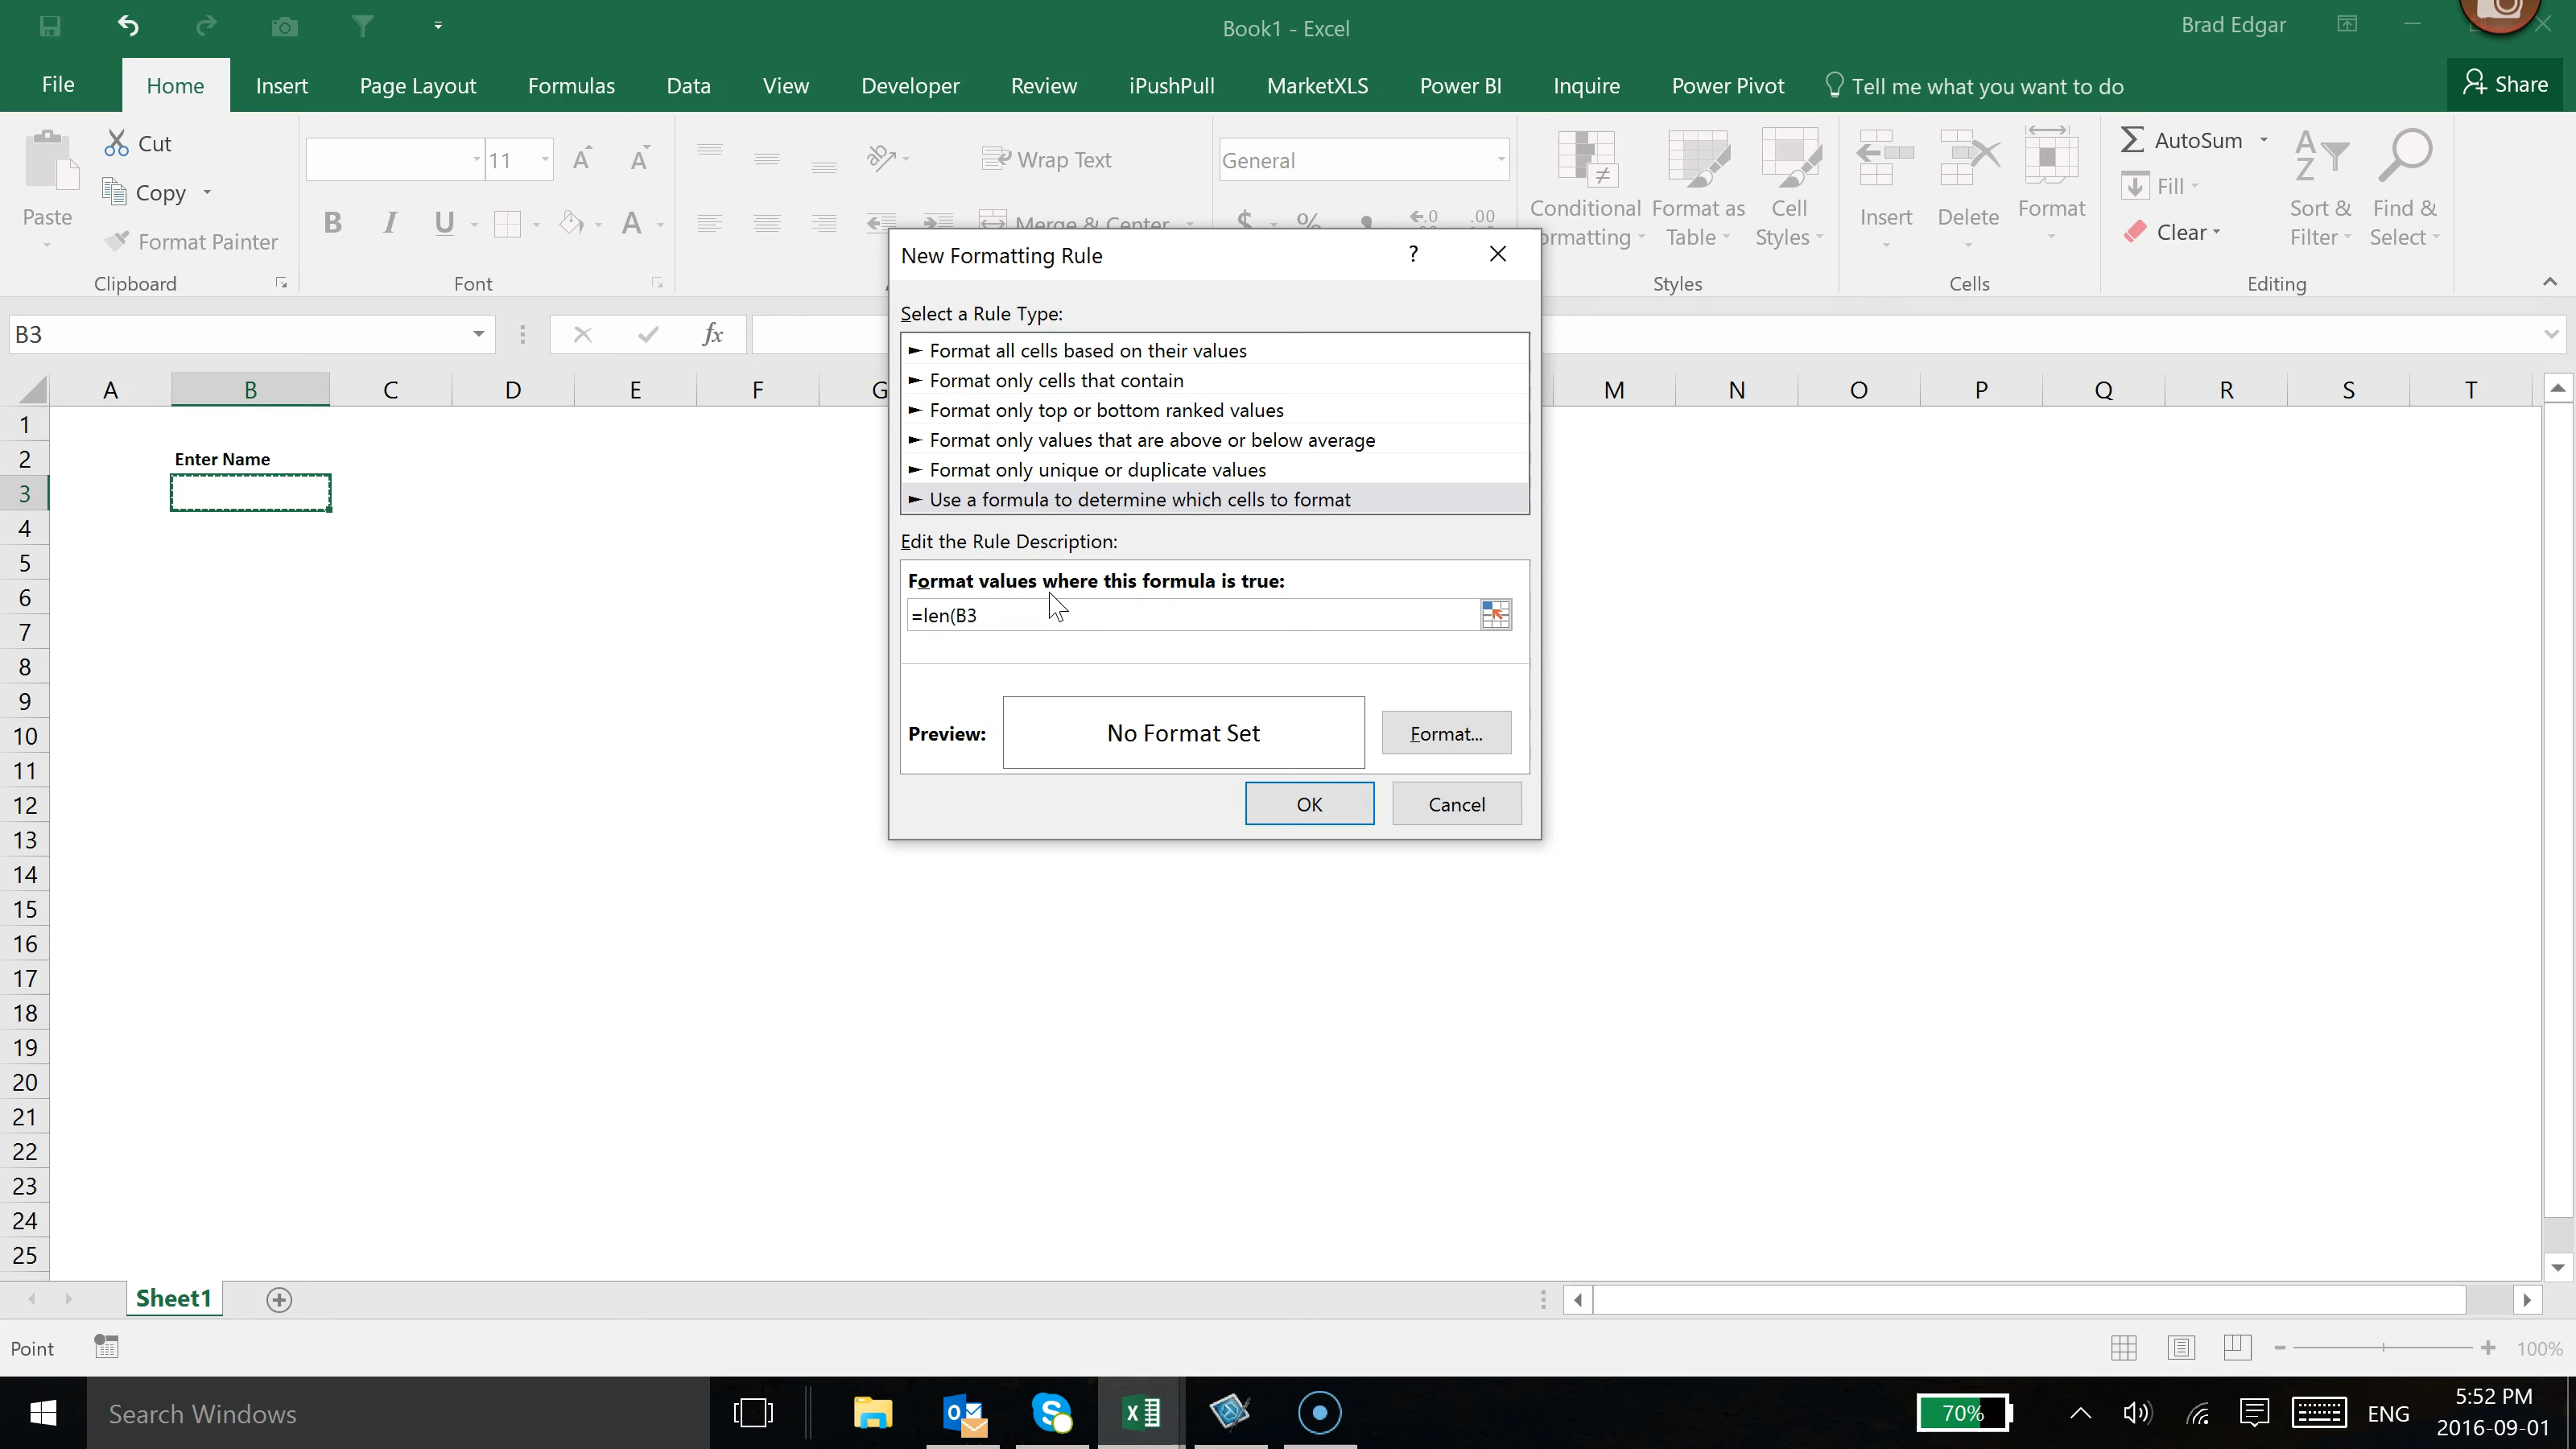 Book1 - Excel
Brad Edgar
File Home Insert Page Layout Formulas Data View Developer Review iPushPull MarketXLS Power BI Inquire Power Pivot Tell me what you want to do Share
Paste
Cut
Copy
Format Painter
Clipboard
11
B I U A
Font
Wrap Text
Merge & Center
General
$ % ,
Conditional
ormatting
Format as
Table
Cell
Styles
Styles
Insert
Delete
Format
Cells
AutoSum
Fill
Clear
Sort &
Filter
Find &
Select
Editing
B3
fx
A B C D E F G M N O P Q R S T
1
2 Enter Name
3
4
5
6
7
8
9
10
11
12
13
14
15
16
17
18
19
20
21
22
23
24
25
New Formatting Rule ?
Select a Rule Type:
► Format all cells based on their values
► Format only cells that contain
► Format only top or bottom ranked values
► Format only values that are above or below average
► Format only unique or duplicate values
► Use a formula to determine which cells to format
Edit the Rule Description:
Format values where this formula is true:
=len(B3
Preview:
No Format Set
Format...
OK
Cancel
Sheet1
Point
100%
Search Windows
70%
ENG
5:52 PM
2016-09-01